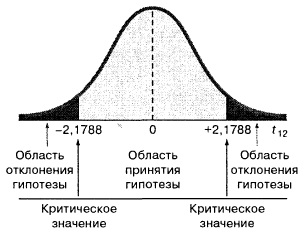 −2,1788 0 +2,1788 t12
Область отклонения гипотезы
Область принятия гипотезы
Область отклонения гипотезы
Критическое значение
Критическое значение